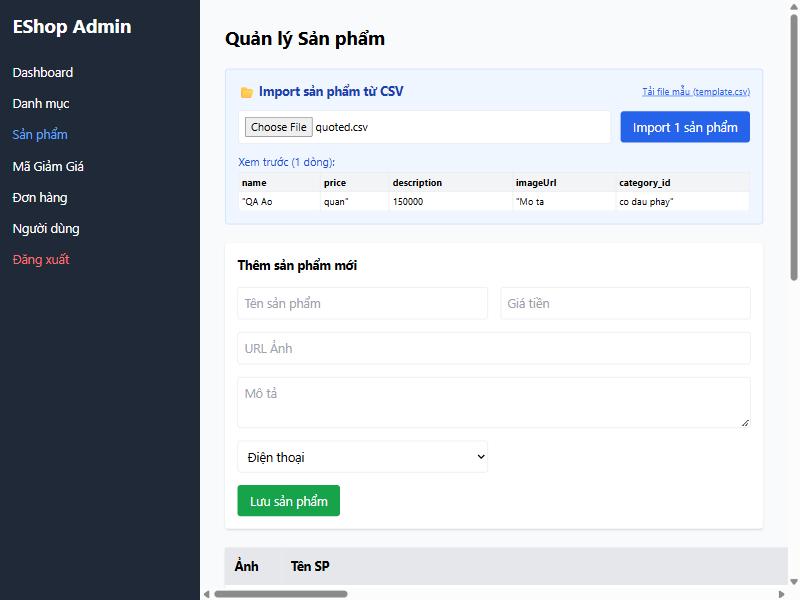 EShop Admin
Dashboard
Danh mục
Sản phẩm
Mã Giảm Giá
Đơn hàng
Người dùng
Đăng xuất
Quản lý Sản phẩm
Import sản phẩm từ CSV
Tải file mẫu (template.csv)
Choose File quoted.csv
Import 1 sản phẩm
Xem trước (1 dòng):
name price description imageUrl category_id
"QA Ao quan" 150000 "Mo ta co dau phay"
Thêm sản phẩm mới
Tên sản phẩm Giá tiền
URL Ảnh
Mô tả
Điện thoại
Lưu sản phẩm
Ảnh Tên SP